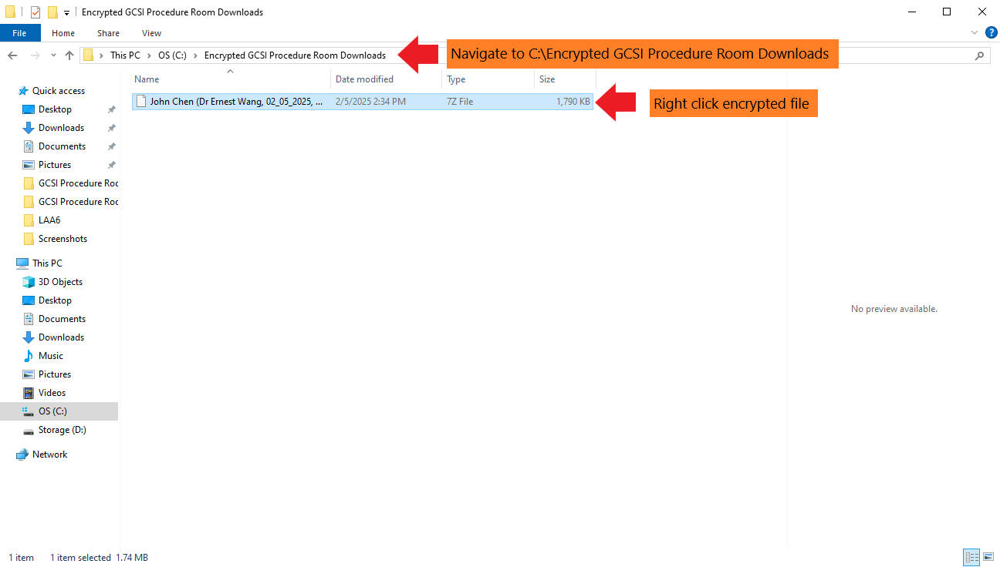 Encrypted GCSI Procedure Room Downloads
File Home Share View
This PC > OS (C:) > Encrypted GCSI Procedure Room Downloads
Navigate to C:\Encrypted GCSI Procedure Room Downloads
Name Date modified Type Size
John Chen (Dr Ernest Wang, 02_05_2025, ... 2/5/2025 2:34 PM 7Z File 1,790 KB
Right click encrypted file
Quick access
Desktop
Downloads
Documents
Pictures
GCSI Procedure Roo
GCSI Procedure Roo
LAA6
Screenshots
This PC
3D Objects
Desktop
Documents
Downloads
Music
Pictures
Videos
OS (C:)
Storage (D:)
Network
No preview available.
1 item 1 item selected 1.74 MB